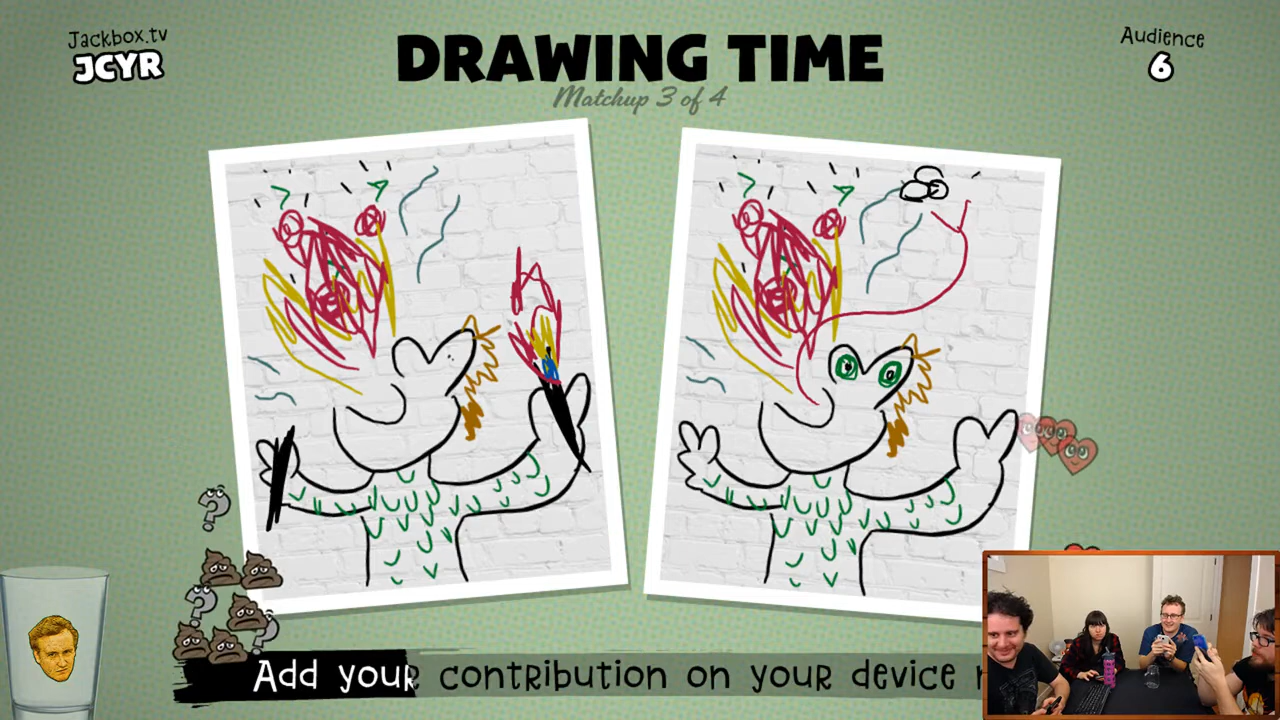 Jackbox.tv
JCYR
DRAWING TIME
Matchup 3 of 4
Audience
6
Add your contribution on your device